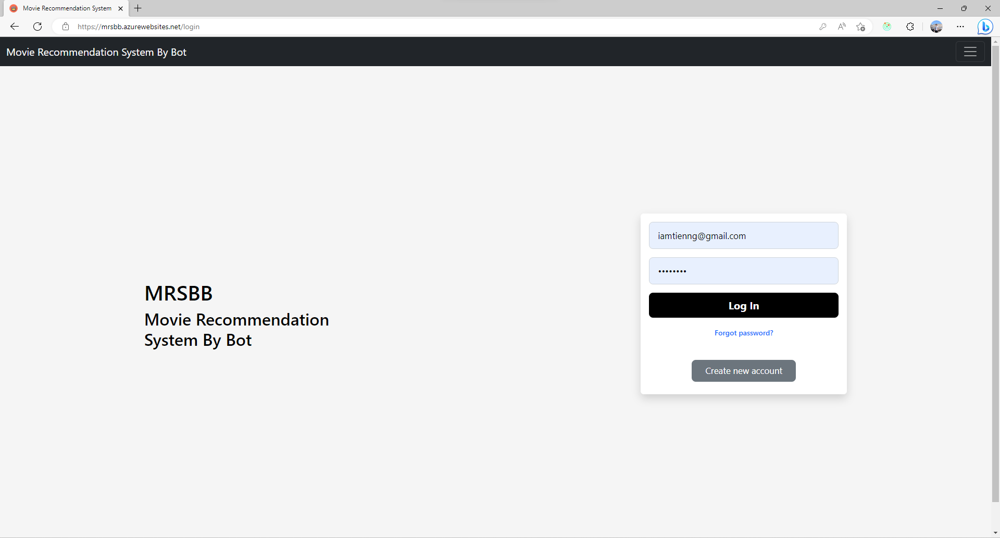 Movie Recommendation System
https://mrsbb.azurewebsites.net/login
Movie Recommendation System By Bot
MRSBB
Movie Recommendation
System By Bot
iamtienng@gmail.com
••••••••
Log In
Forgot password?
Create new account